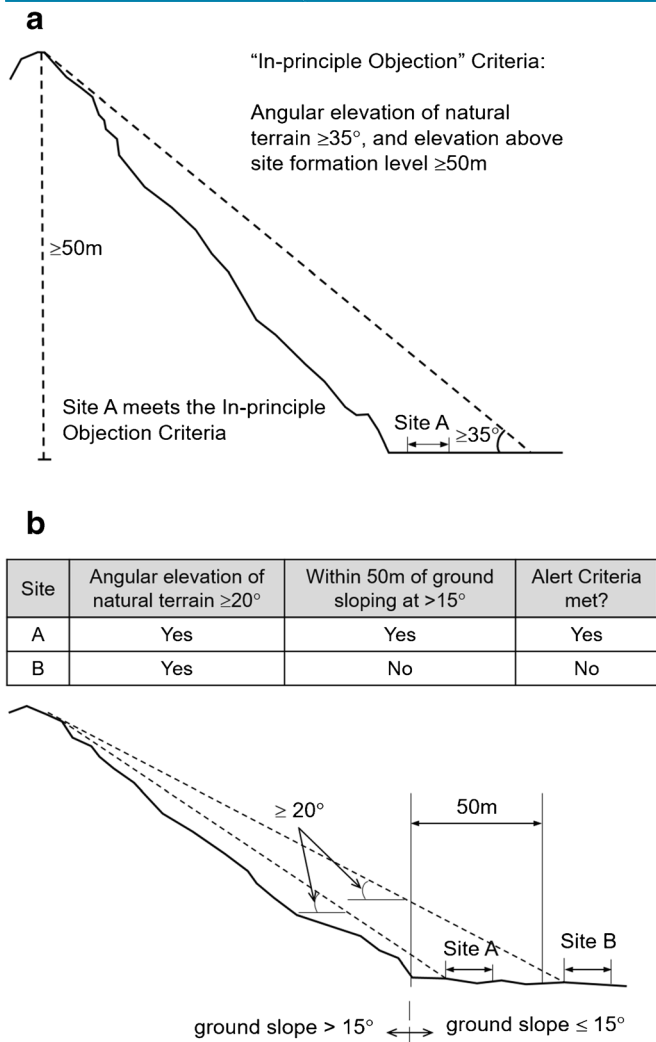 a
“In-principle Objection” Criteria:
Angular elevation of natural
terrain ≥35°, and elevation above
site formation level ≥50m
≥50m
Site A meets the In-principle
Objection Criteria
Site A
≥35°
b
Site
Angular elevation of
natural terrain ≥20°
Within 50m of ground
sloping at >15°
Alert Criteria
met?
A Yes Yes Yes
B Yes No No
≥ 20°
50m
Site A
Site B
ground slope > 15°
ground slope ≤ 15°